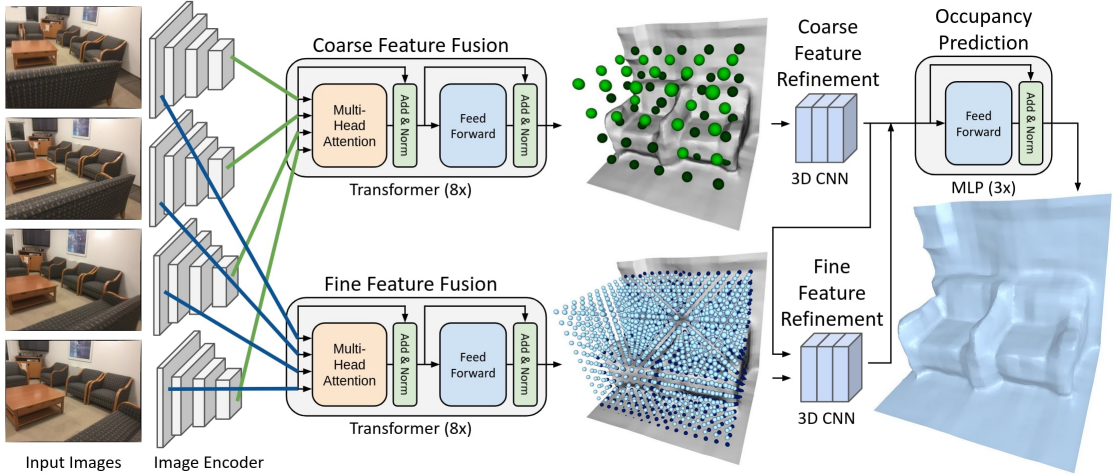 Coarse Feature Fusion
Multi-
Head
Attention
Add & Norm
Feed
Forward
Add & Norm
Transformer (8x)
Coarse
Feature
Refinement
3D CNN
Occupancy
Prediction
Feed
Forward
Add & Norm
MLP (3x)
Fine Feature Fusion
Multi-
Head
Attention
Add & Norm
Feed
Forward
Add & Norm
Transformer (8x)
Fine
Feature
Refinement
3D CNN
Input Images
Image Encoder